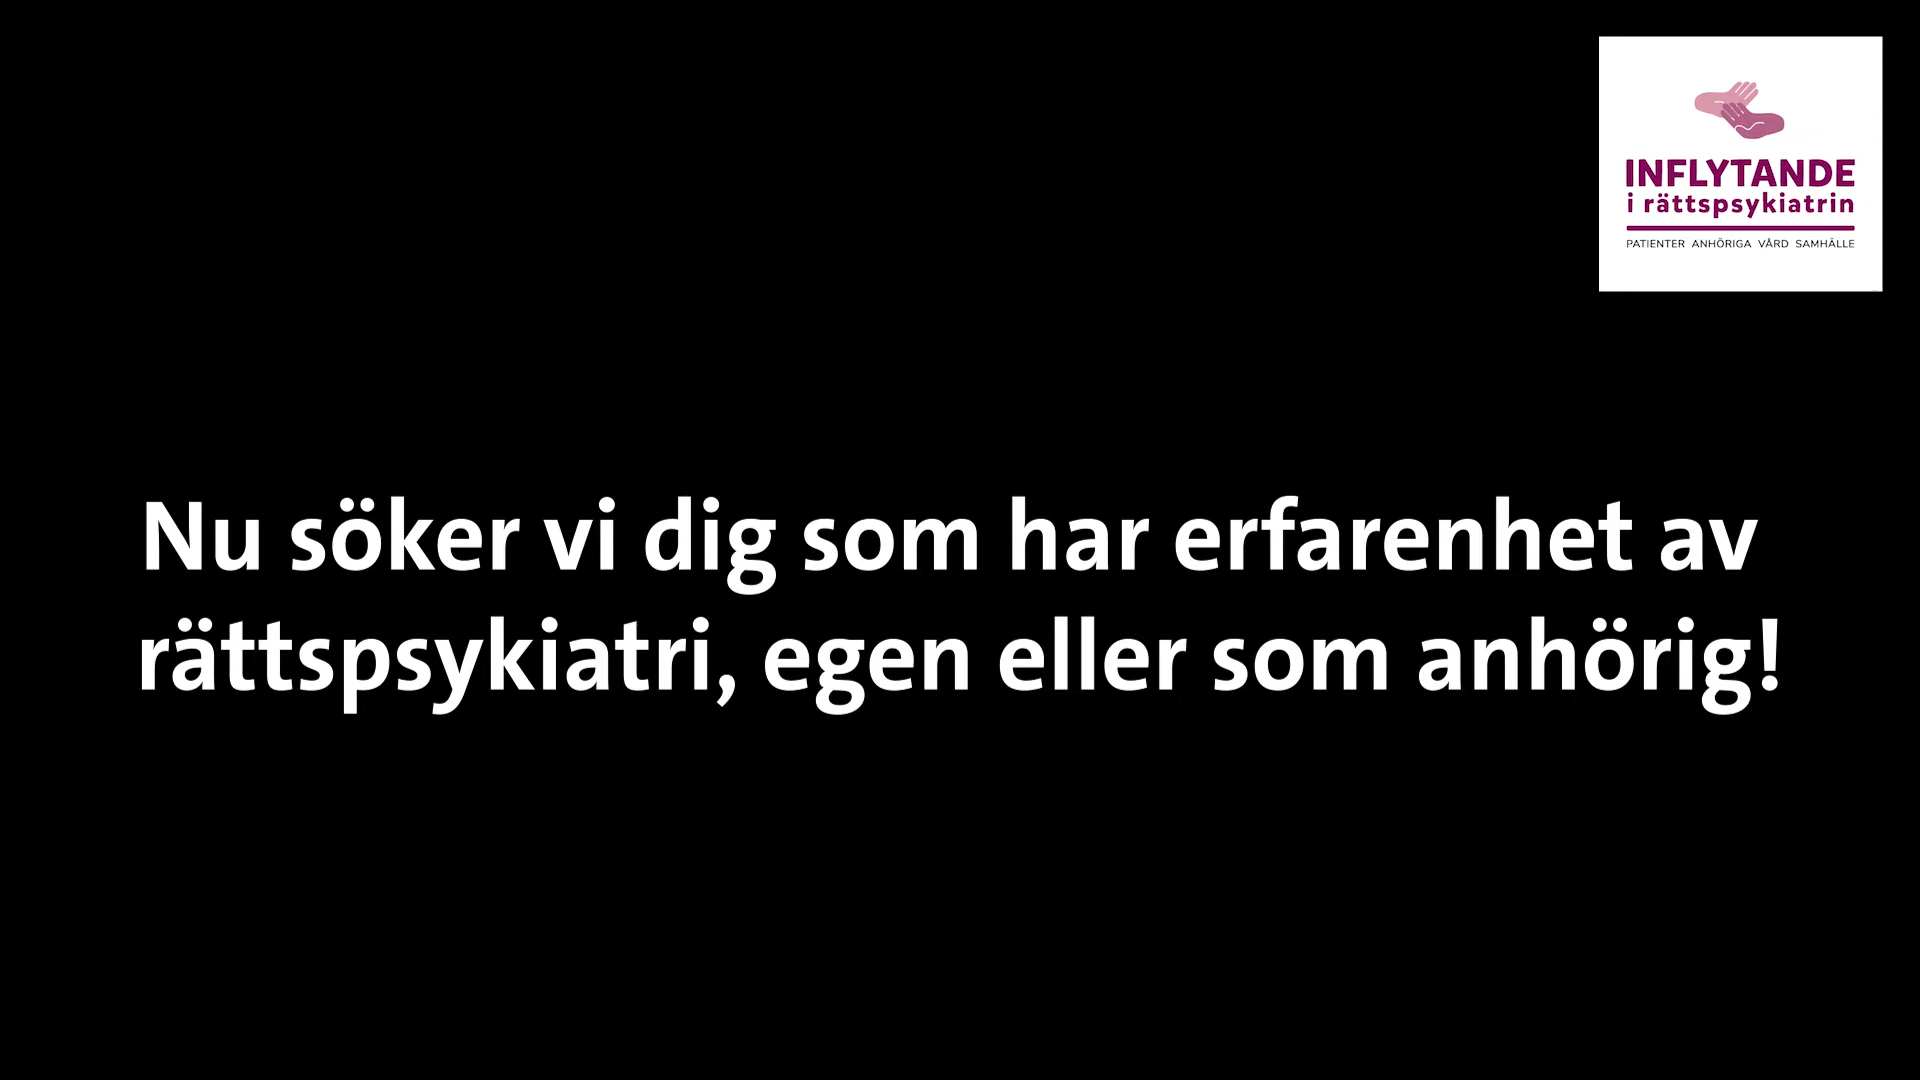 INFLYTANDE
i rättspsykiatrin
PATIENTER ANHÖRIGA VÅRD SAMHÄLLE
Nu söker vi dig som har erfarenhet av
rättspsykiatri, egen eller som anhörig!